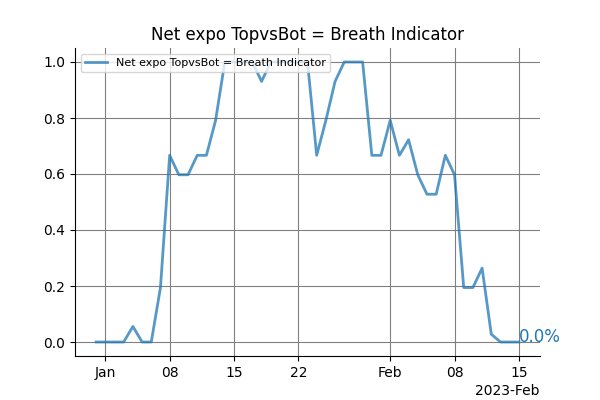 Net expo TopvsBot = Breath Indicator
Net expo TopvsBot = Breath Indicator
1.0
0.8
0.6
0.4
0.2
0.0
0.0%
Jan 08 15 22 Feb 08 15
2023-Feb